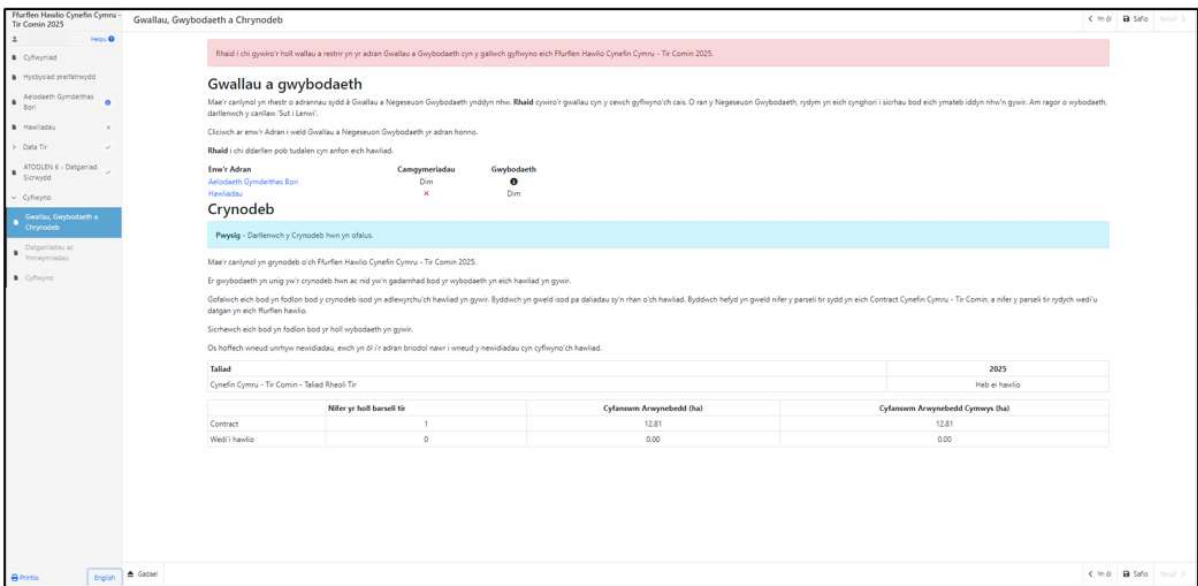 Ffurflen Hawlio Cynefin Cymru -
Tir Comin 2025
Gwallau, Gwybodaeth a Chrynodeb
Yn ôl
Safio
Helpu
Cyflwyniad
Hysbysiad preifatrwydd
Aelodaeth Gymdeithas
Bori
Hawliadau
Data Tir
ATODLEN 6 - Datganiad
Sicrwydd
Cyflwyno
Gwallau, Gwybodaeth a
Chrynodeb
Datganiadau ac
Ymrwymiadau
Cyflwyno
Rhaid i chi gywiro'r holl wallau a restrir yn yr adran Gwallau a Gwybodaeth cyn y gallwch gyflwyno eich Ffurflen Hawlio Cynefin Cymru - Tir Comin 2025.
Gwallau a gwybodaeth
Mae'r canlynol yn rhestr o adrannau sydd â Gwallau a Negeseuon Gwybodaeth ynddyn nhw. Rhaid cywiro'r gwallau cyn y cewch gyflwyno'ch cais. O ran y Negeseuon Gwybodaeth, rydym yn eich cynghori i sicrhau bod eich ymateb iddyn nhw'n gywir. Am ragor o wybodaeth,
darllenwch y canllaw 'Sut i Lenwi'.
Cliciwch ar enw'r Adran i weld Gwallau a Negeseuon Gwybodaeth yr adran honno.
Rhaid i chi ddarllen pob tudalen cyn anfon eich hawliad.
Enw'r Adran Camgymeriadau Gwybodaeth
Aelodaeth Gymdeithas Bori Dim
Hawliadau Dim
Crynodeb
Pwysig - Darllenwch y Crynodeb hwn yn ofalus.
Mae'r canlynol yn grynodeb o'ch Ffurflen Hawlio Cynefin Cymru - Tir Comin 2025.
Er gwybodaeth yn unig yw'r crynodeb hwn ac nid yw'n gadarnhad bod yr wybodaeth yn eich hawliad yn gywir.
Gofalwch eich bod yn fodlon bod y crynodeb isod yn adlewyrchu'ch hawliad yn gywir. Byddwch yn gweld isod pa daliadau sy'n rhan o'ch hawliad. Byddwch hefyd yn gweld nifer y parseli tir sydd yn eich Contract Cynefin Cymru - Tir Comin, a nifer y parseli tir rydych wedi'u
datgan yn eich ffurflen hawlio.
Sicrhewch eich bod yn fodlon bod yr holl wybodaeth yn gywir.
Os hoffech wneud unrhyw newidiadau, ewch yn ôl i'r adran briodol nawr i wneud y newidiadau cyn cyflwyno'ch hawliad.
Taliad 2025
Cynefin Cymru - Tir Comin - Taliad Rheoli Tir Heb ei hawlio
Nifer yr holl barseli tir Cyfanswm Arwynebedd (ha) Cyfanswm Arwynebedd Cymwys (ha)
Contract 1 12.81 12.81
Wedi'i hawlio 0 0.00 0.00
Printio
English
Gadael
Yn ôl
Safio